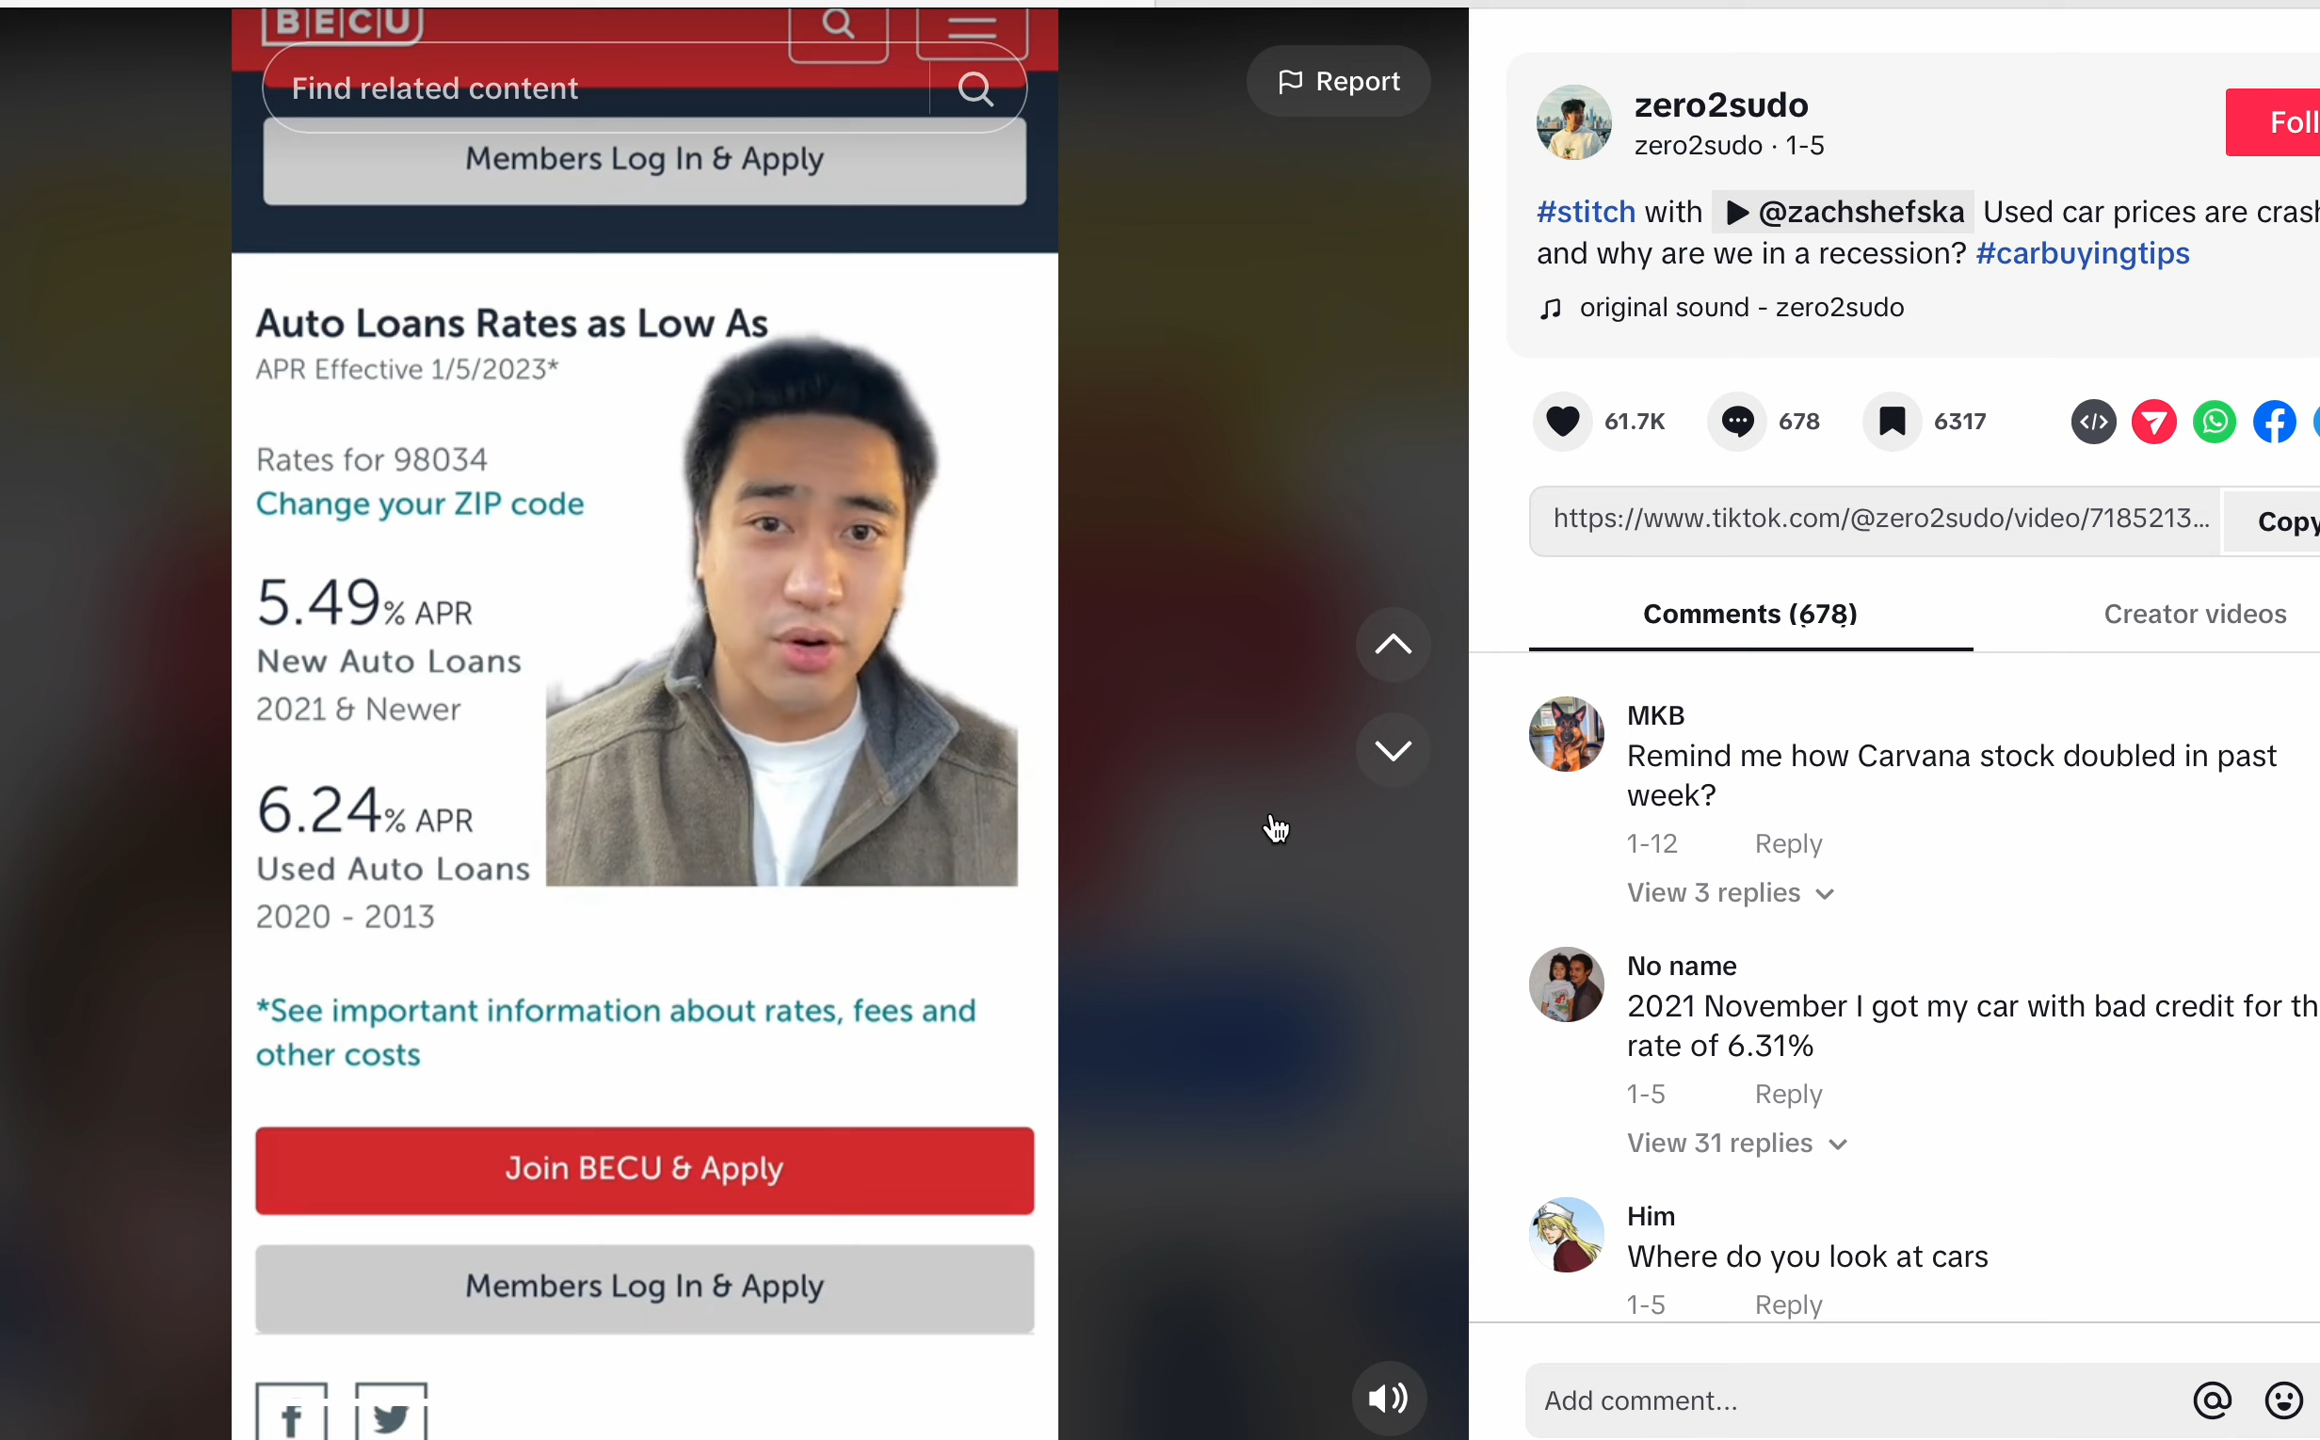 BECU
Find related content
Members Log In & Apply
Auto Loans Rates as Low As
APR Effective 1/5/2023*
Rates for 98034
Change your ZIP code
5.49% APR
New Auto Loans
2021 & Newer
6.24% APR
Used Auto Loans
2020 - 2013
*See important information about rates, fees and
other costs
Join BECU & Apply
Members Log In & Apply
Report
zero2sudo
zero2sudo · 1-5
Foll
#stitch with ▶ @zachshefska Used car prices are crash
and why are we in a recession? #carbuyingtips
original sound - zero2sudo
61.7K
678
6317
https://www.tiktok.com/@zero2sudo/video/7185213...
Copy
Comments (678)
Creator videos
MKB
Remind me how Carvana stock doubled in past
week?
1-12 Reply
View 3 replies
No name
2021 November I got my car with bad credit for th
rate of 6.31%
1-5 Reply
View 31 replies
Him
Where do you look at cars
1-5 Reply
Add comment...